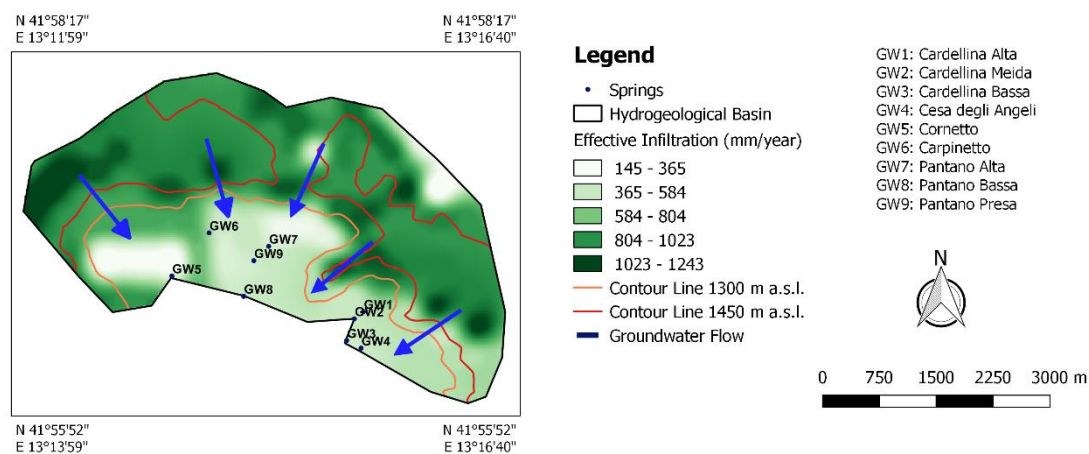 N 41°58'17"
E 13°11'59"
N 41°58'17"
E 13°16'40"
GW6
GW7
GW9
GW5
GW8
GW1
GW2
GW3
GW4
N 41°55'52"
E 13°13'59"
N 41°55'52"
E 13°16'40"
Legend
Springs
Hydrogeological Basin
Effective Infiltration (mm/year)
145 - 365
365 - 584
584 - 804
804 - 1023
1023 - 1243
Contour Line 1300 m a.s.l.
Contour Line 1450 m a.s.l.
Groundwater Flow
GW1: Cardellina Alta
GW2: Cardellina Meida
GW3: Cardellina Bassa
GW4: Cesa degli Angeli
GW5: Cornetto
GW6: Carpinetto
GW7: Pantano Alta
GW8: Pantano Bassa
GW9: Pantano Presa
N
0 750 1500 2250 3000 m